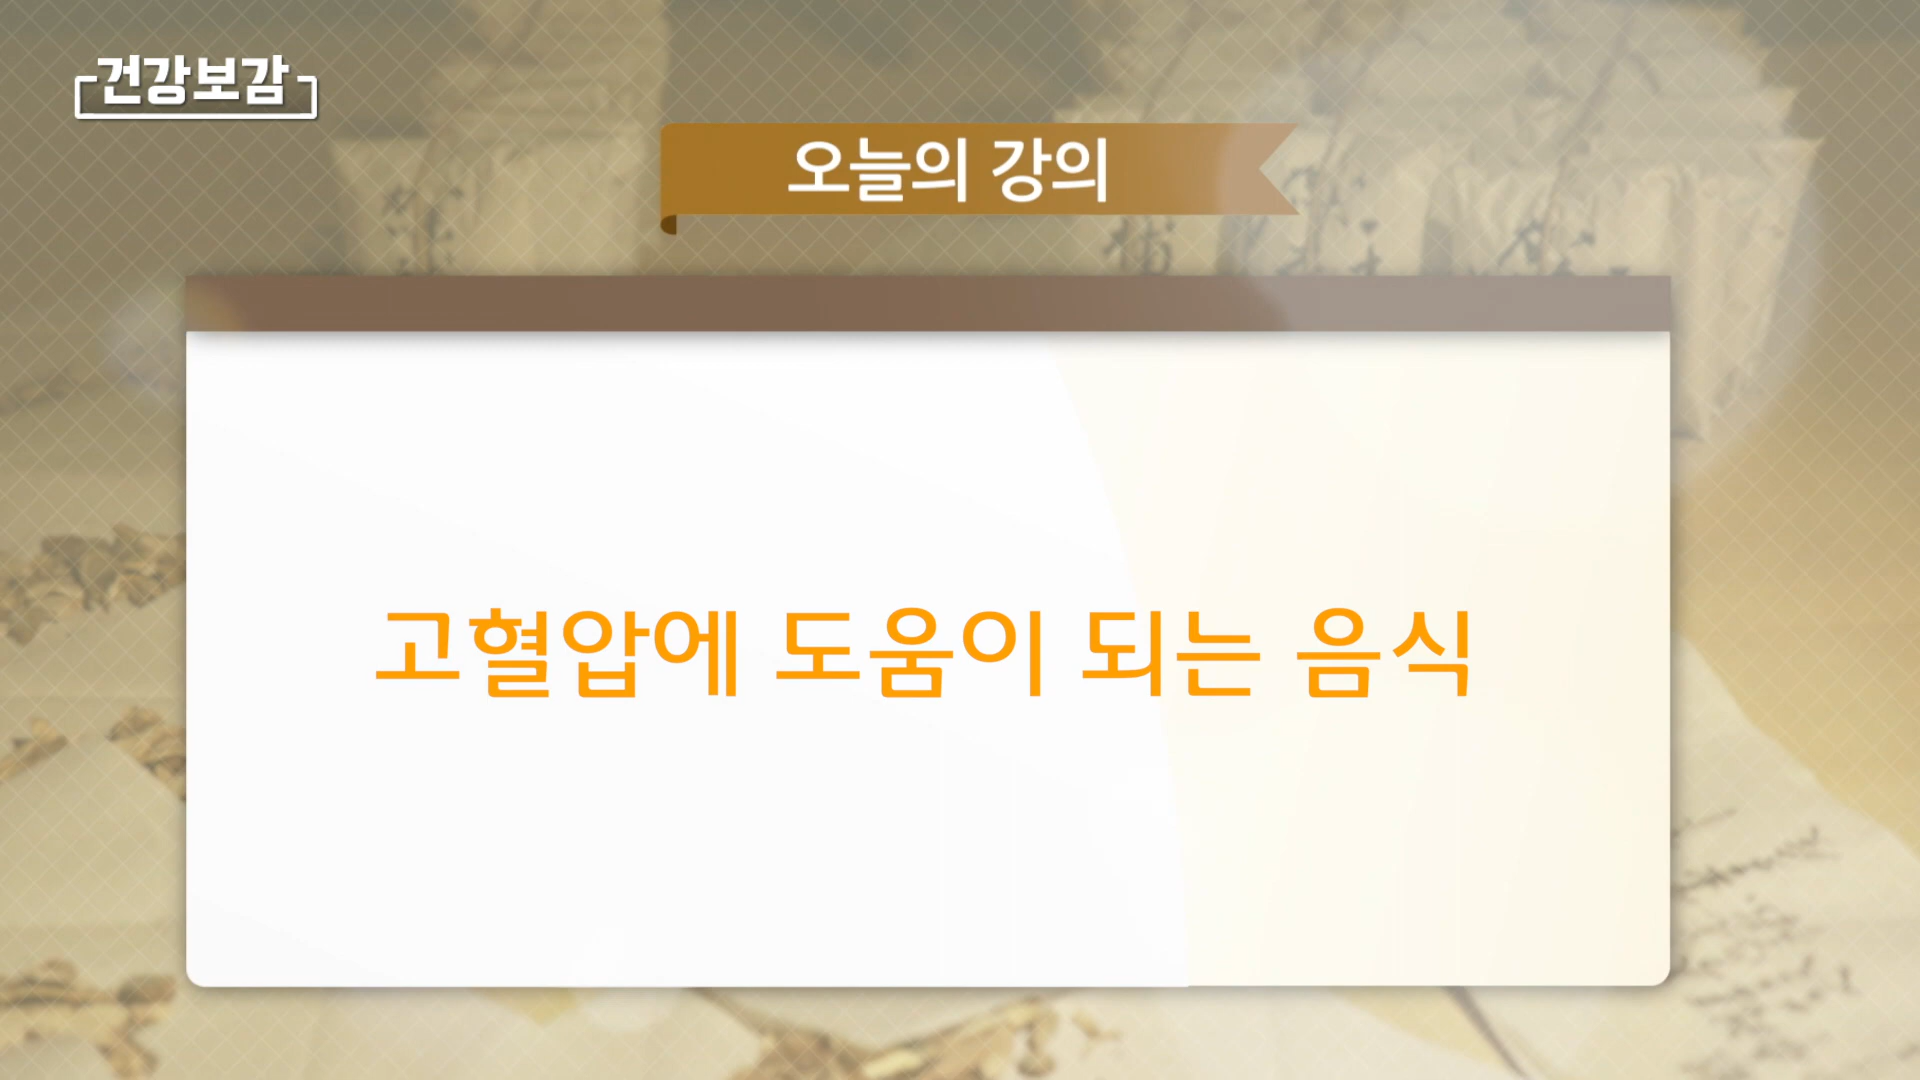 건강보감
오늘의 강의
고혈압에 도움이 되는 음식